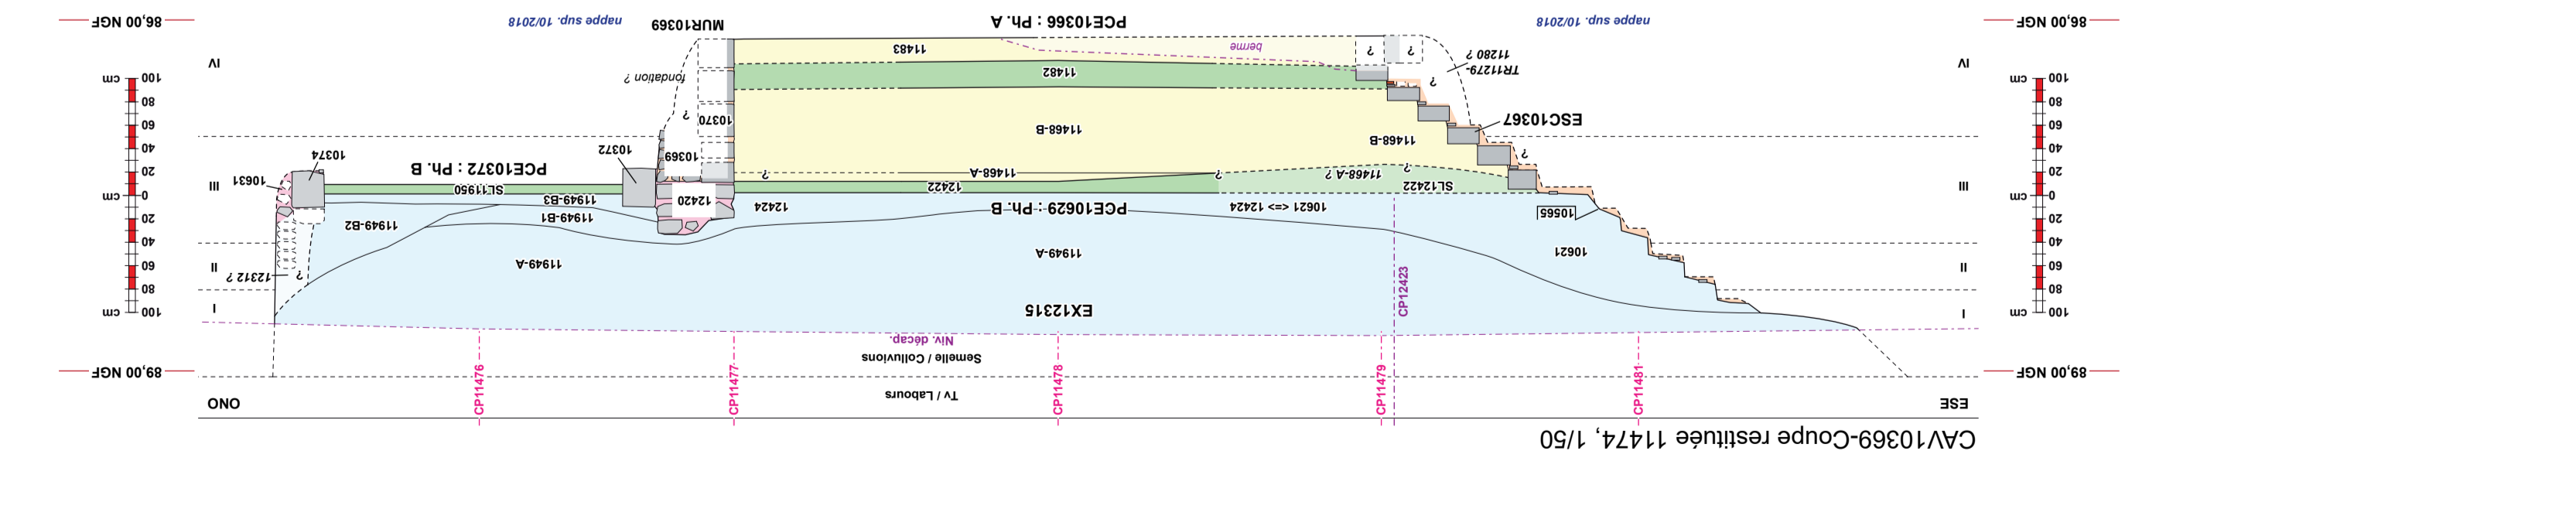 CAV10369-Coupe restituée 11474, 1/50
ESE
ONO
Tv / Labours
CP11481
CP11479
CP11478
CP11477
CP11476
89,00 NGF
89,00 NGF
Semelle / Colluvions
Niv. décap.
cm
100
80
60
40
20
0
20
40
60
80
100
cm
cm
100
80
60
40
20
0
20
40
60
80
100
cm
I
II
III
IV
I
II
III
IV
EX12315
CP12423
12312 ?
?
11949-A
11949-A
10621
11949-B1
11949-B2
11949-B3
10565
10621 <=> 12424
PCE10629 : Ph. B
12424
12420
SL12422
12422
SL11950
10631
11468-A ?
?
?
11468-A
?
PCE10372 : Ph. B
10374
10372
10369
?
11468-B
11468-B
ESC10367
10370
?
?
11482
fondation ?
TR11279-
11280 ?
?
?
berme
11483
MUR10369
nappe sup. 10/2018
PCE10366 : Ph. A
nappe sup. 10/2018
86,00 NGF
86,00 NGF